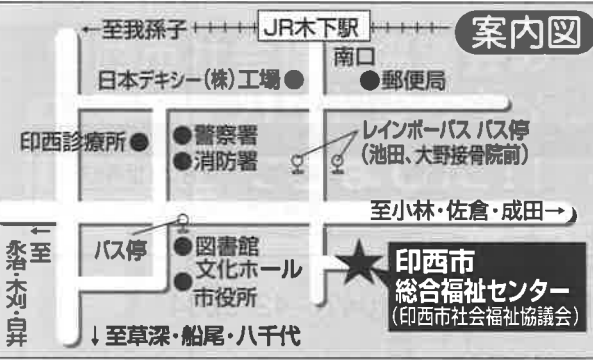 案内図
←至我孫子
JR木下駅
南口
日本デキシー(株)工場
郵便局
印西診療所
警察署
消防署
レインボーバス バス停
(池田、大野接骨院前)
至小林・佐倉・成田→
←至
永治・木刈・白井
バス停
図書館
文化ホール
市役所
印西市
総合福祉センター
(印西市社会福祉協議会)
↓至草深・船尾・八千代